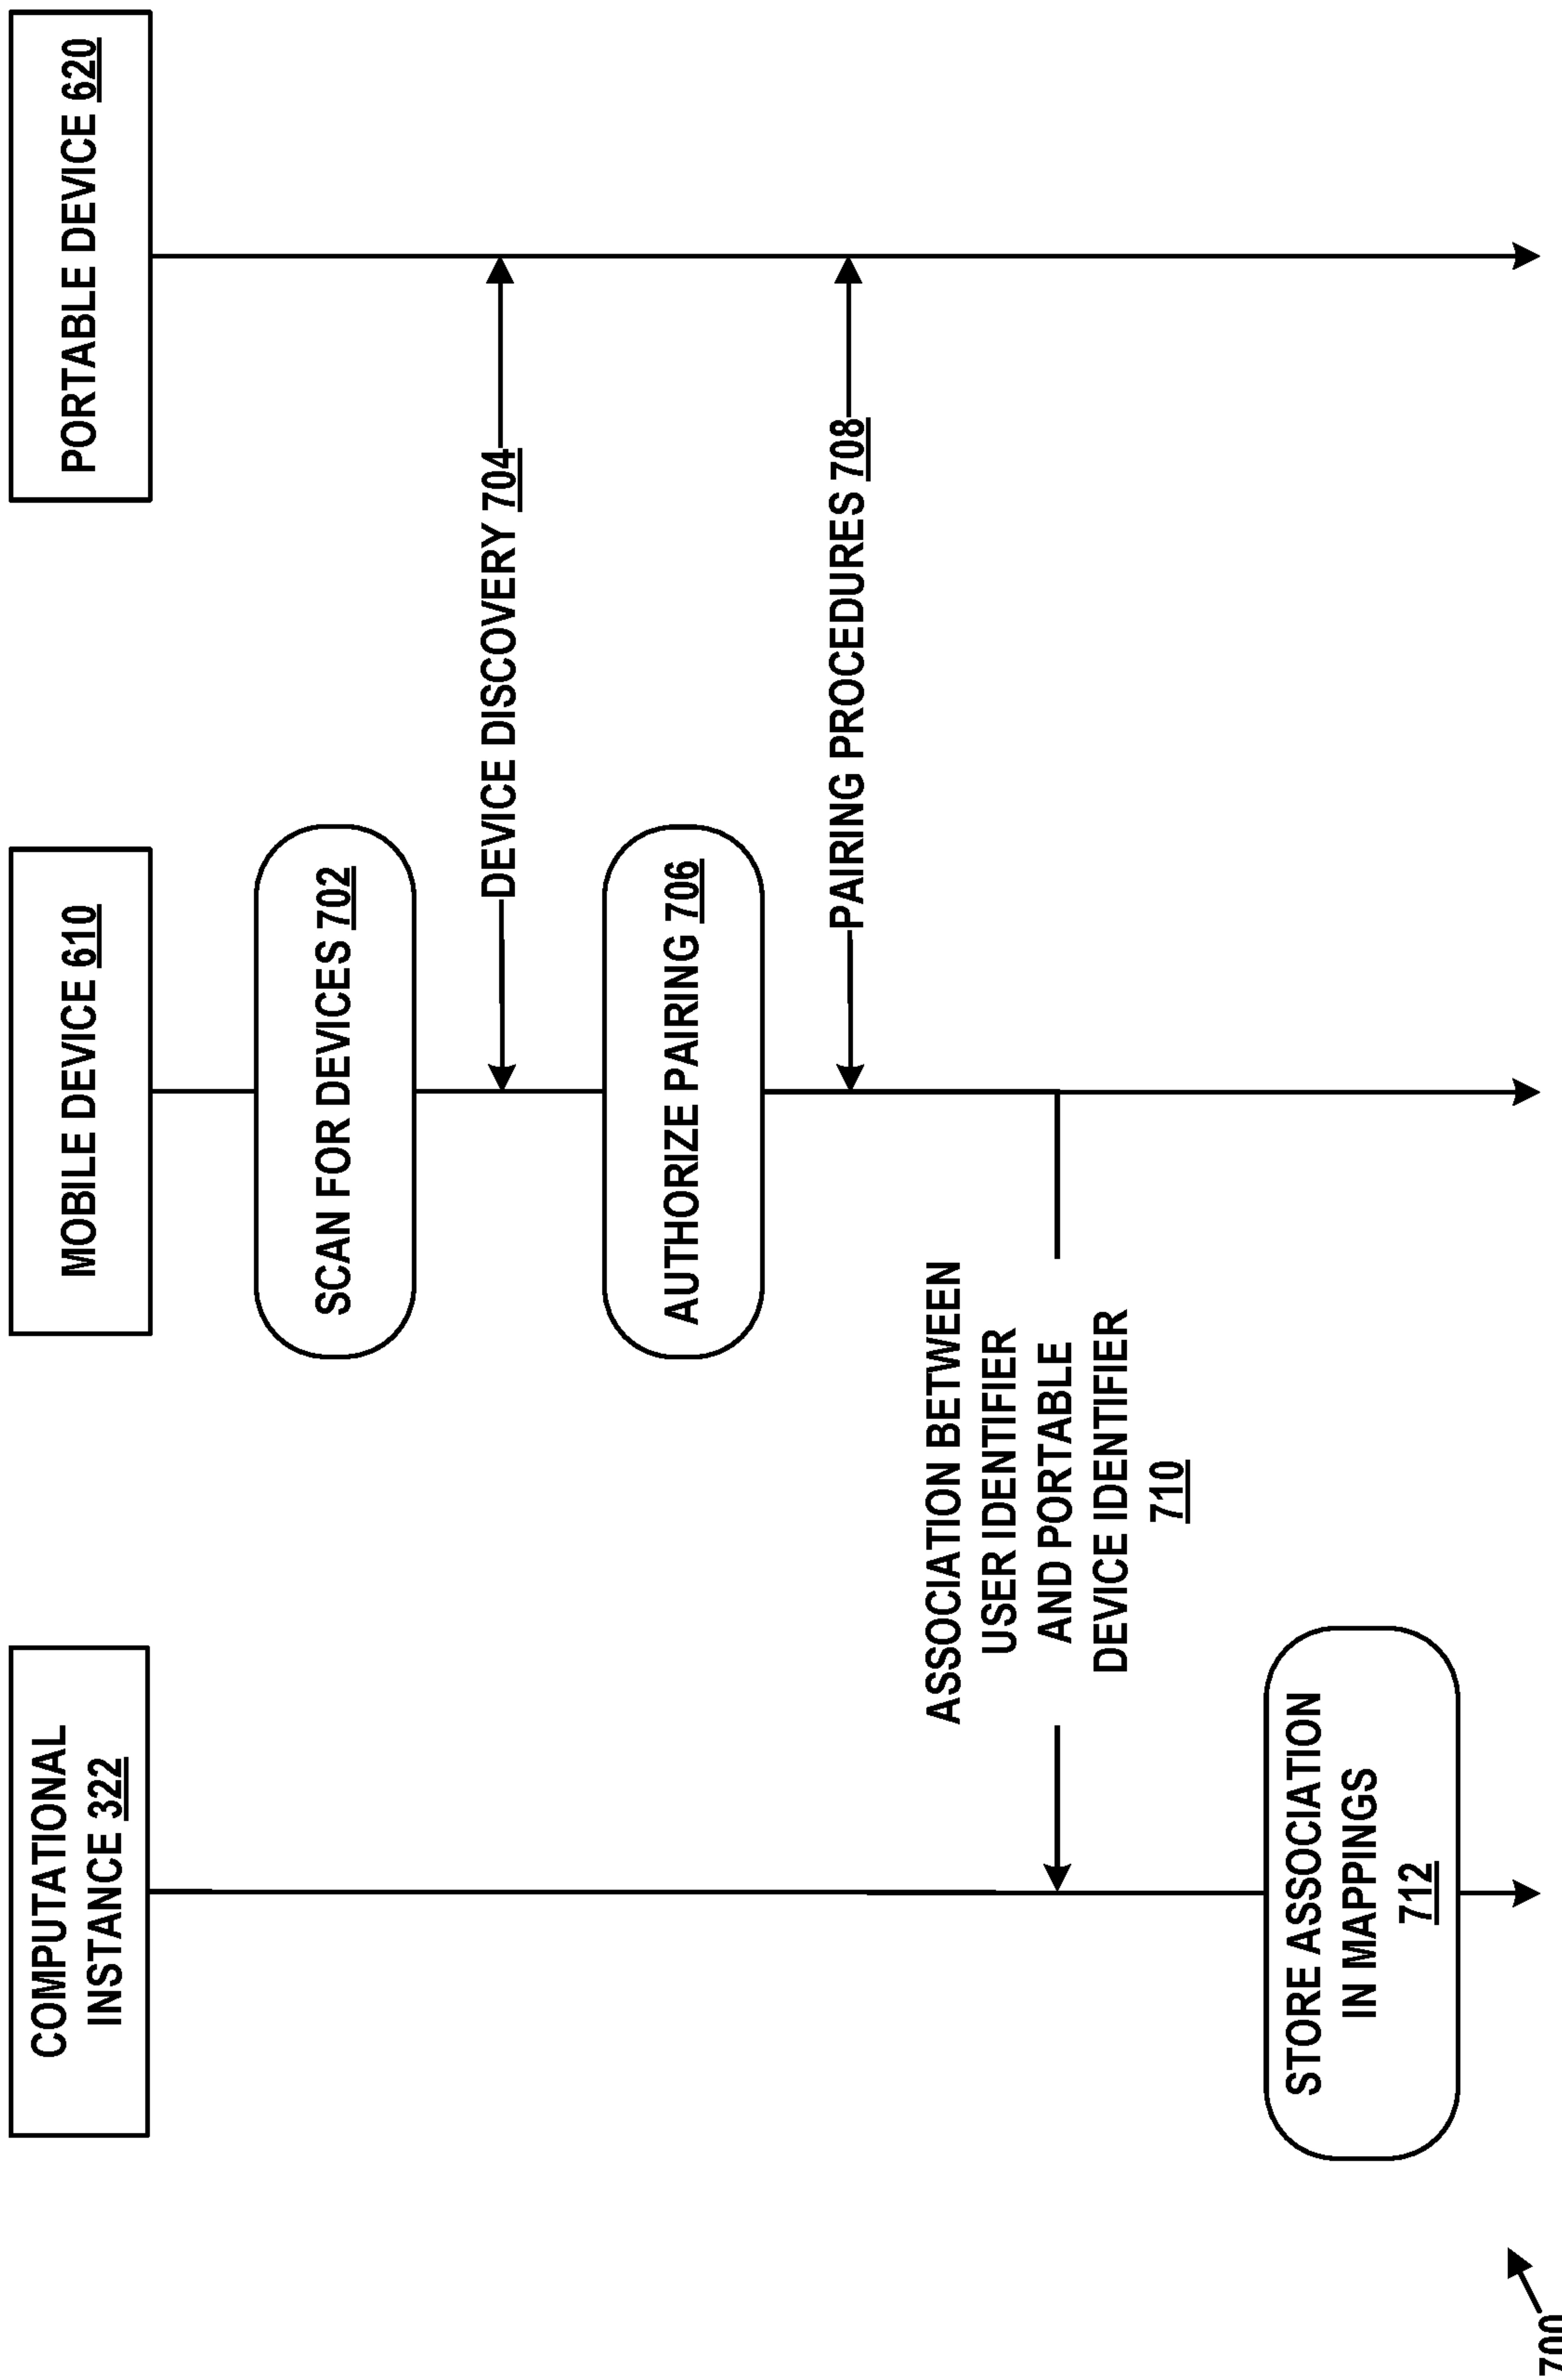 COMPUTATIONAL
INSTANCE 322
MOBILE DEVICE 610
PORTABLE DEVICE 620
SCAN FOR DEVICES 702
DEVICE DISCOVERY 704
AUTHORIZE PAIRING 706
PAIRING PROCEDURES 708
ASSOCIATION BETWEEN
USER IDENTIFIER
AND PORTABLE
DEVICE IDENTIFIER
710
STORE ASSOCIATION
IN MAPPINGS
712
700